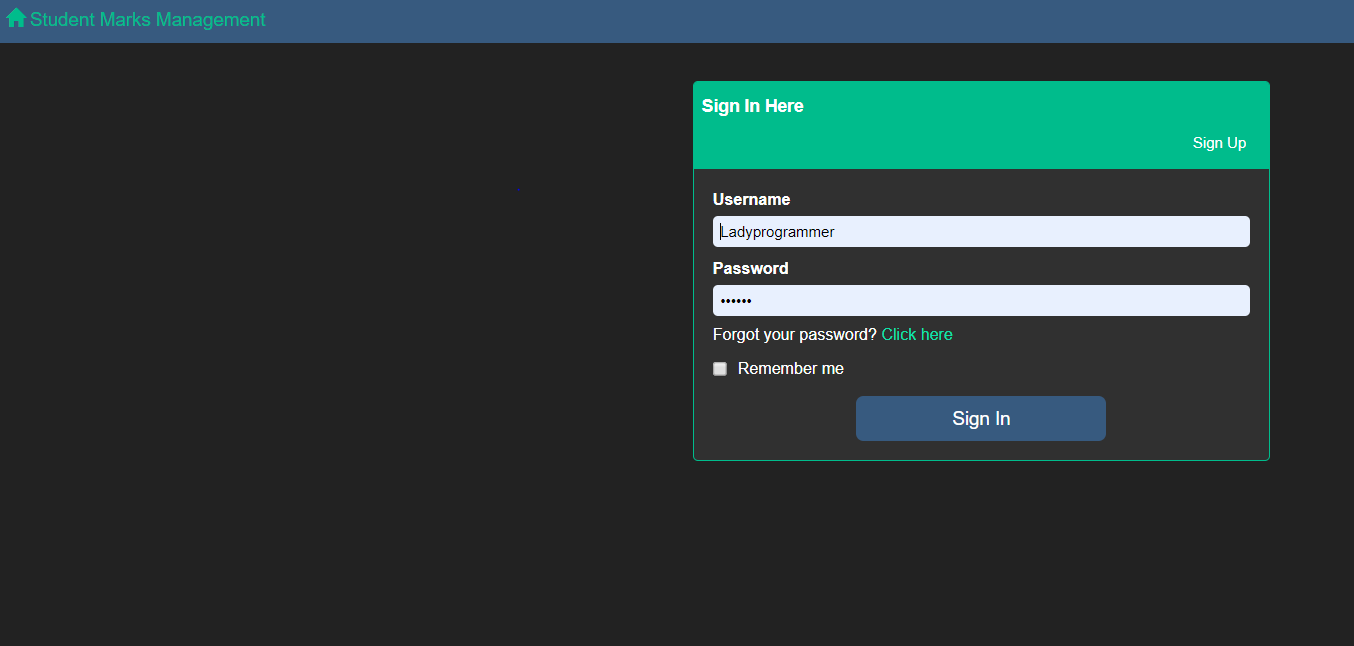 Student Marks Management
Sign In Here
Sign Up
Username
Ladyprogrammer
Password
••••••
Forgot your password? Click here
Remember me
Sign In